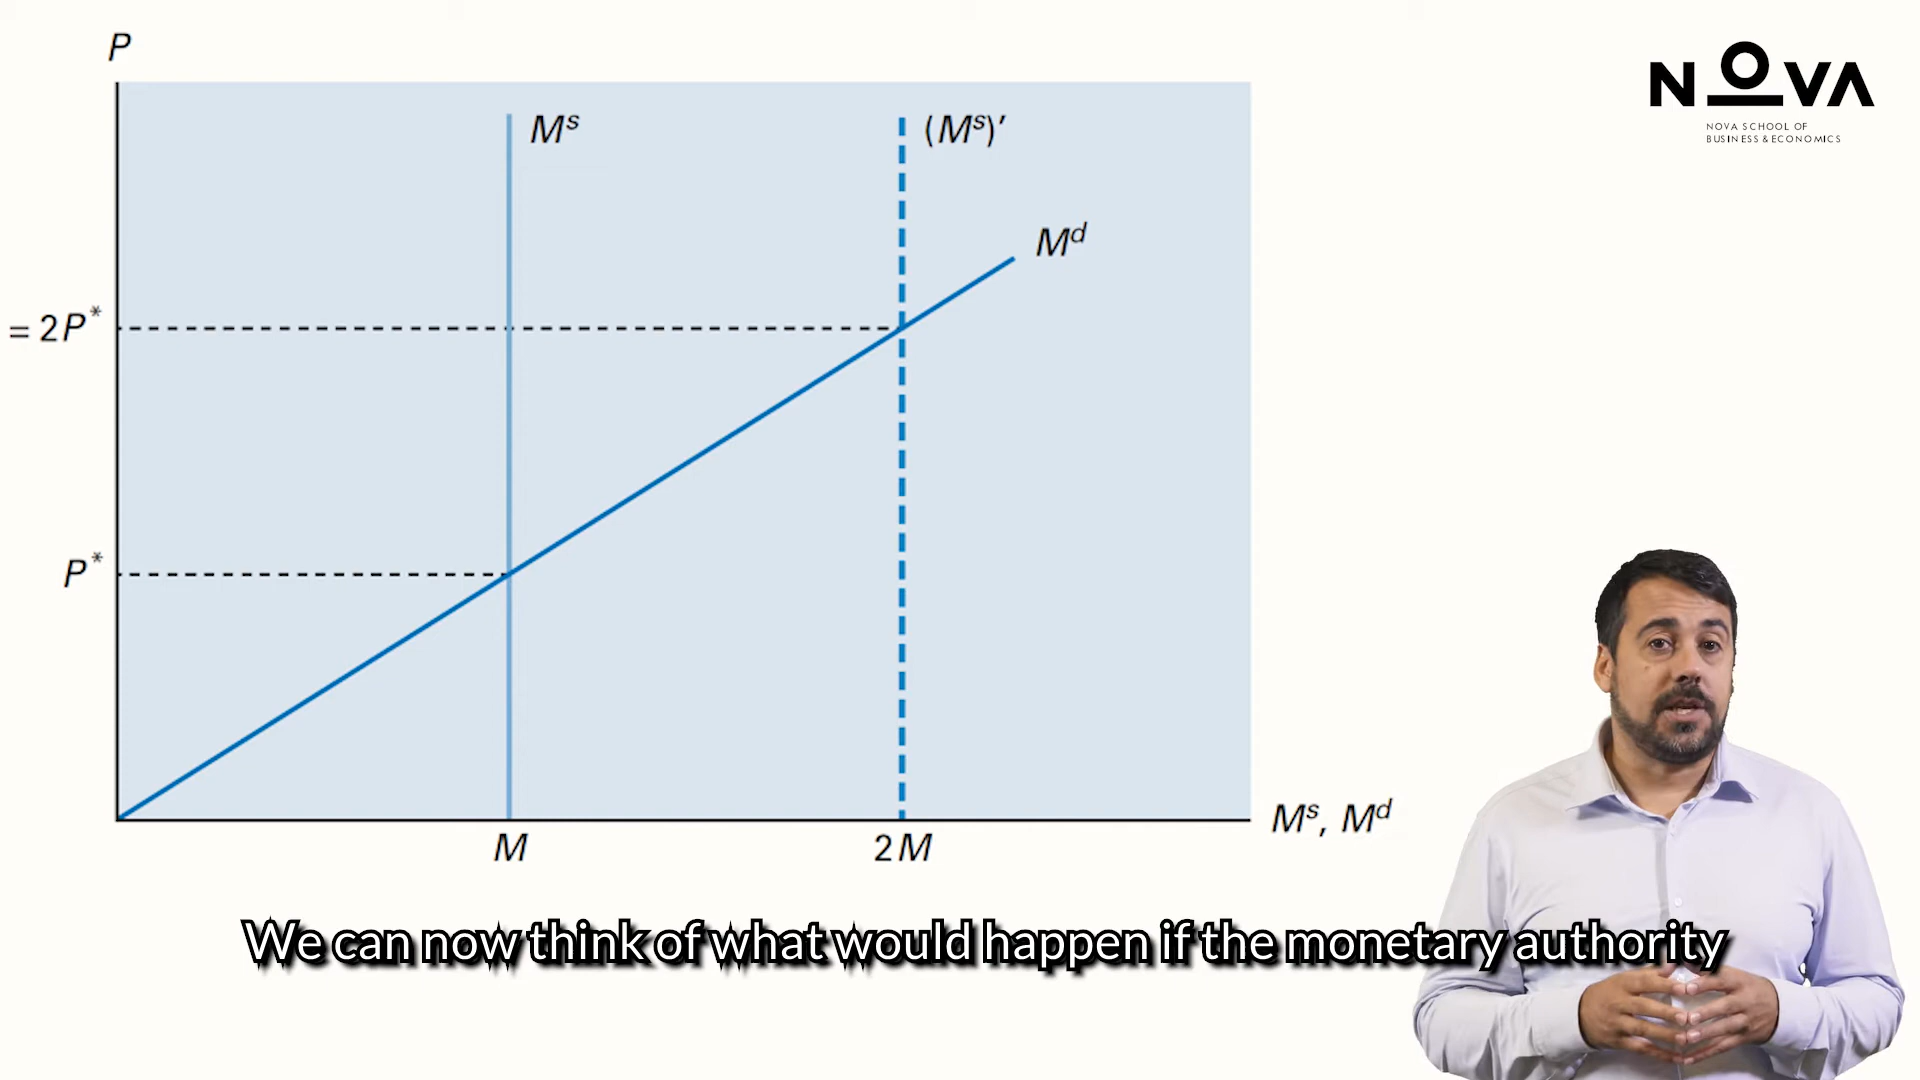 P
NOVA
NOVA SCHOOL OF
BUSINESS & ECONOMICS
Mˢ
(Mˢ)′
Mᵈ
= 2P*
P*
Mˢ, Mᵈ
M
2M
We can now think of what would happen if the monetary authority